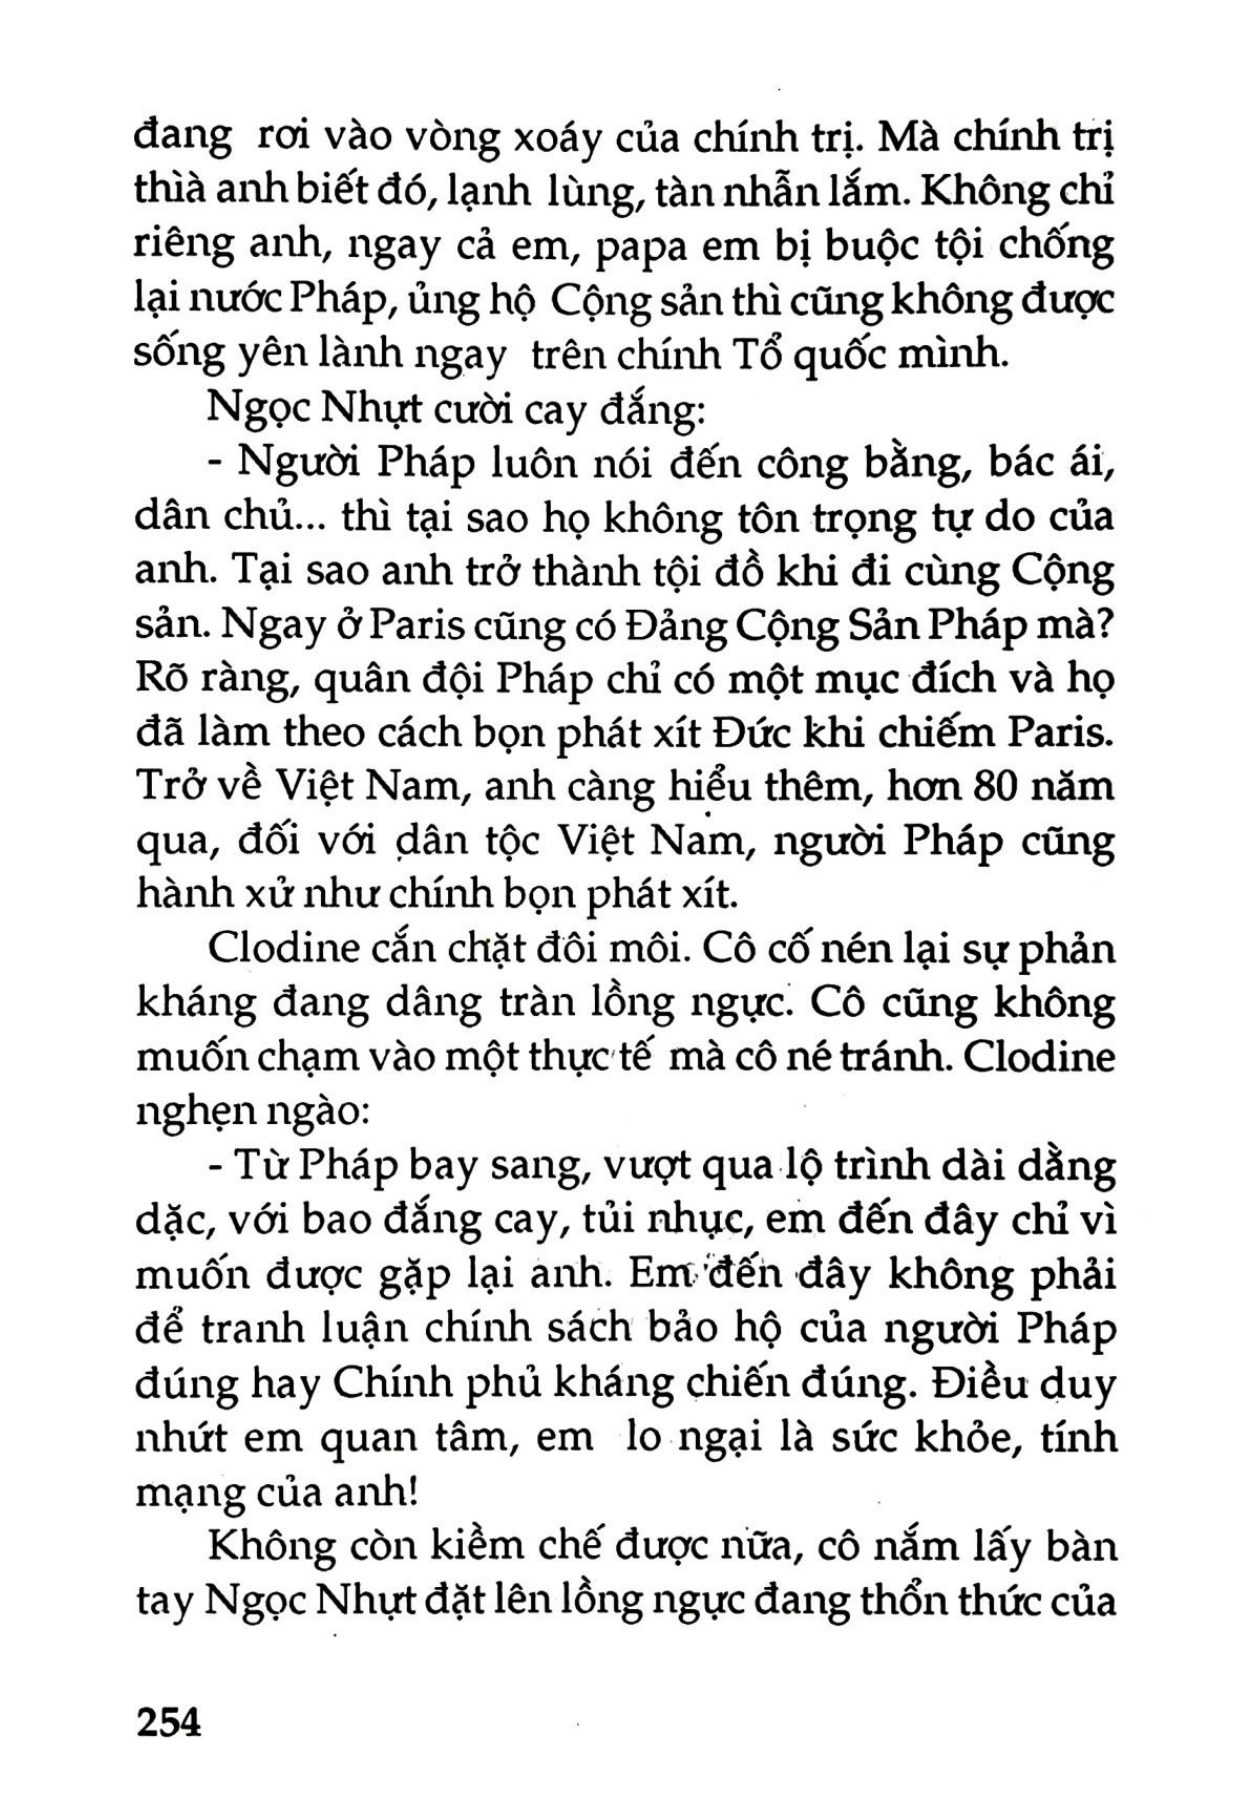 đang rơi vào vòng xoáy của chính trị. Mà chính trị
thìà anh biết đó, lạnh lùng, tàn nhẫn lắm. Không chỉ
riêng anh, ngay cả em, papa em bị buộc tội chống
lại nước Pháp, ủng hộ Cộng sản thì cũng không được
sống yên lành ngay trên chính Tổ quốc mình.
Ngọc Nhựt cười cay đắng:
- Người Pháp luôn nói đến công bằng, bác ái,
dân chủ... thì tại sao họ không tôn trọng tự do của
anh. Tại sao anh trở thành tội đồ khi đi cùng Cộng
sản. Ngay ở Paris cũng có Đảng Cộng Sản Pháp mà?
Rõ ràng, quân đội Pháp chỉ có một mục đích và họ
đã làm theo cách bọn phát xít Đức khi chiếm Paris.
Trở về Việt Nam, anh càng hiểu thêm, hơn 80 năm
qua, đối với dân tộc Việt Nam, người Pháp cũng
hành xử như chính bọn phát xít.
Clodine cắn chặt đôi môi. Cô cố nén lại sự phản
kháng đang dâng tràn lồng ngực. Cô cũng không
muốn chạm vào một thực tế mà cô né tránh. Clodine
nghẹn ngào:
- Từ Pháp bay sang, vượt qua lộ trình dài dằng
dặc, với bao đắng cay, tủi nhục, em đến đây chỉ vì
muốn được gặp lại anh. Em đến đây không phải
để tranh luận chính sách bảo hộ của người Pháp
đúng hay Chính phủ kháng chiến đúng. Điều duy
nhứt em quan tâm, em lo ngại là sức khỏe, tính
mạng của anh!
Không còn kiềm chế được nữa, cô nắm lấy bàn
tay Ngọc Nhựt đặt lên lồng ngực đang thổn thức của
254